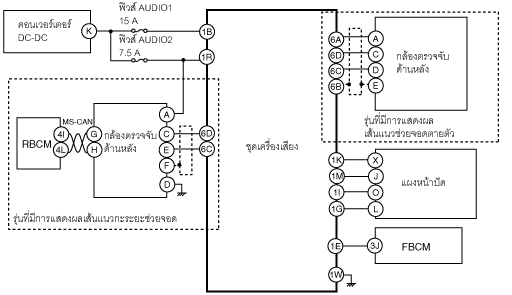 คอนเวอร์เตอร์
DC-DC
K
ฟิวส์ AUDIO1
15 A
ฟิวส์ AUDIO2
7.5 A
1B
1R
A
MS-CAN
RBCM
4I
4L
G
H
กล้องตรวจจับ
ด้านหลัง
C
E
F
D
6D
6C
รุ่นที่มีการแสดงผลเส้นแนวกะระยะช่วยจอด
ชุดเครื่องเสียง
6A
6D
6C
6B
A
C
D
E
กล้องตรวจจับ
ด้านหลัง
รุ่นที่มีการแสดงผล
เส้นแนวช่วยจอดตายตัว
1K
1M
1I
1G
X
J
O
L
แผงหน้าปัด
1E
3J
FBCM
1W